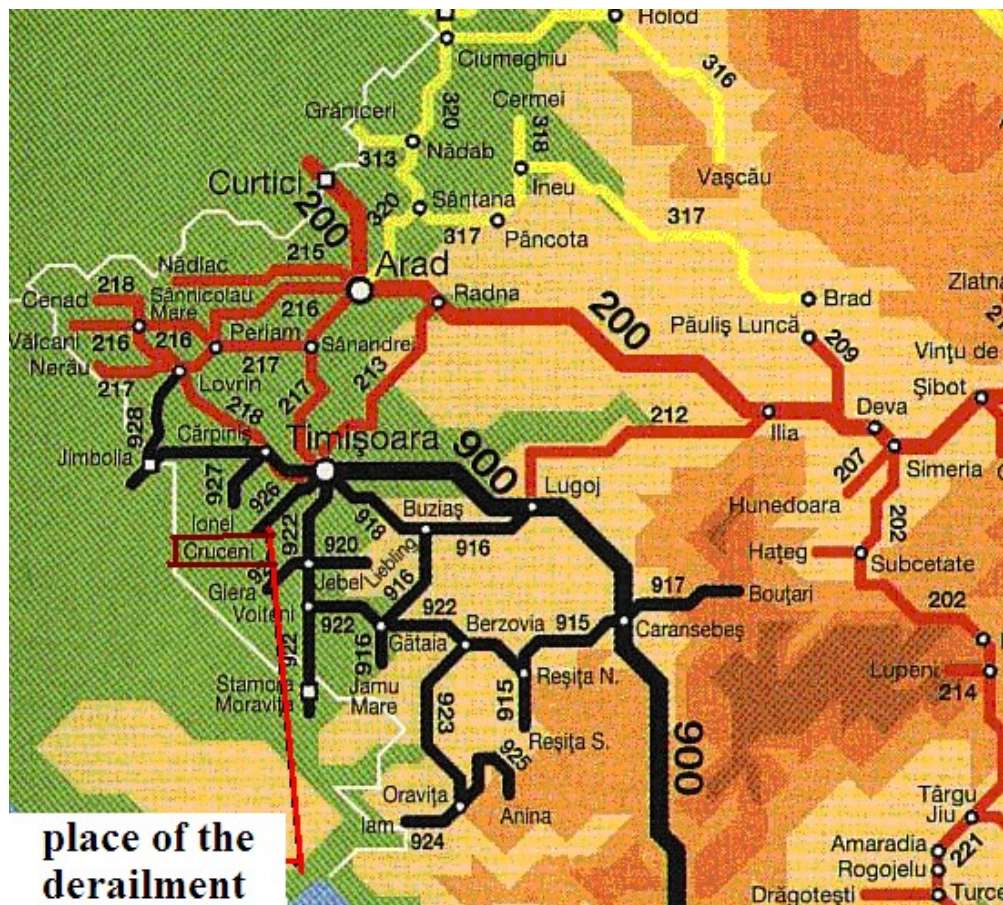 Holod
Ciumeghiu
316
Cermei
Grăniceri
320
318
313
Nădab
Ineu
Vașcău
Curtici
200
320
Sântana
317
Pâncota
317
Nădlac
215
Arad
Zlatna
Cenad
218
Sânnicolau
Mare
216
Radna
Brad
Periam
200
Păuliș Luncă
209
Vălcani
216
216
Sânandrei
213
Vințu de
Nerău
217
217
Lovrin
217
Șibot
218
212
Deva
928
Cărpiniș
Timișoara
900
Ilia
Jimbolia
Simeria
927
926
Lugoj
207
Hunedoara
Ionel
922
918
Buziaș
202
Cruceni
920
Liebling
916
Hațeg
Subcetate
Giera
Jebel
916
917
Boutari
Voiteni
922
922
Berzovia
915
Caransebeș
202
922
916
Gătaia
Lupeni
Stamora
Moravița
Jamu
Mare
923
915
Reșița N.
214
Reșița S.
900
925
Oravița
Anina
Târgu
Jiu
Iam
924
Amaradia
Rogojelu
221
Drăgotești
Turce
place of the
derailment